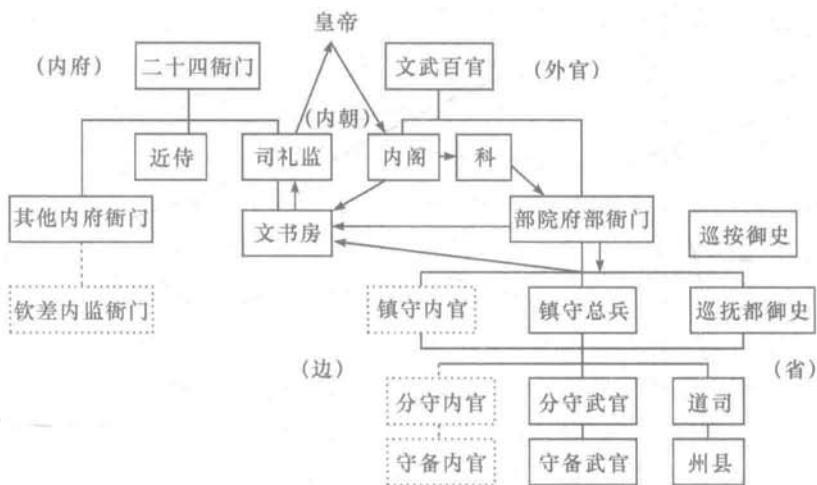 皇帝
（内府） 二十四衙门 文武百官 （外官）
（内朝）
近侍 司礼监 内阁 科
其他内府衙门 文书房 部院府部衙门 巡按御史
钦差内监衙门 镇守内官 镇守总兵 巡抚都御史
（边） （省）
分守内官 分守武官 道司
守备内官 守备武官 州县